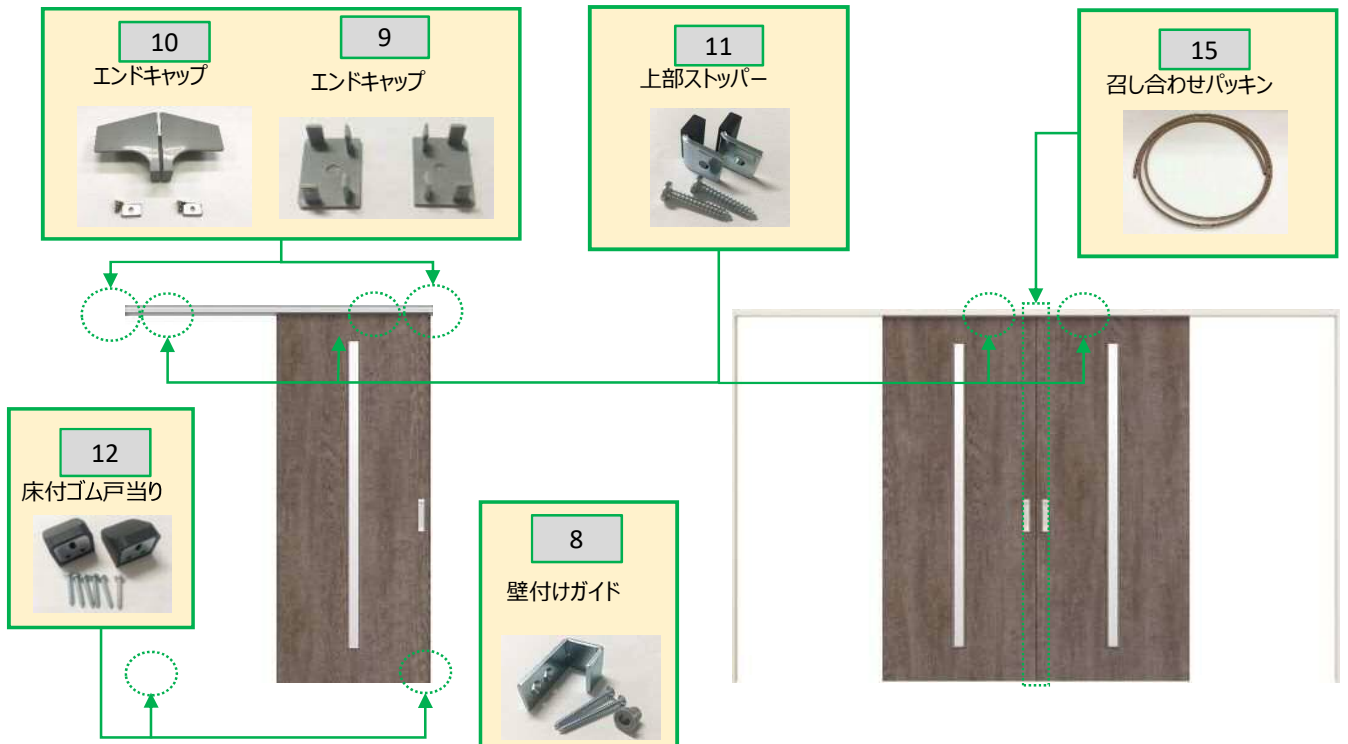 10
エンドキャップ
9
エンドキャップ
11
上部ストッパー
15
召し合わせパッキン
12
床付ゴム戸当り
8
壁付けガイド